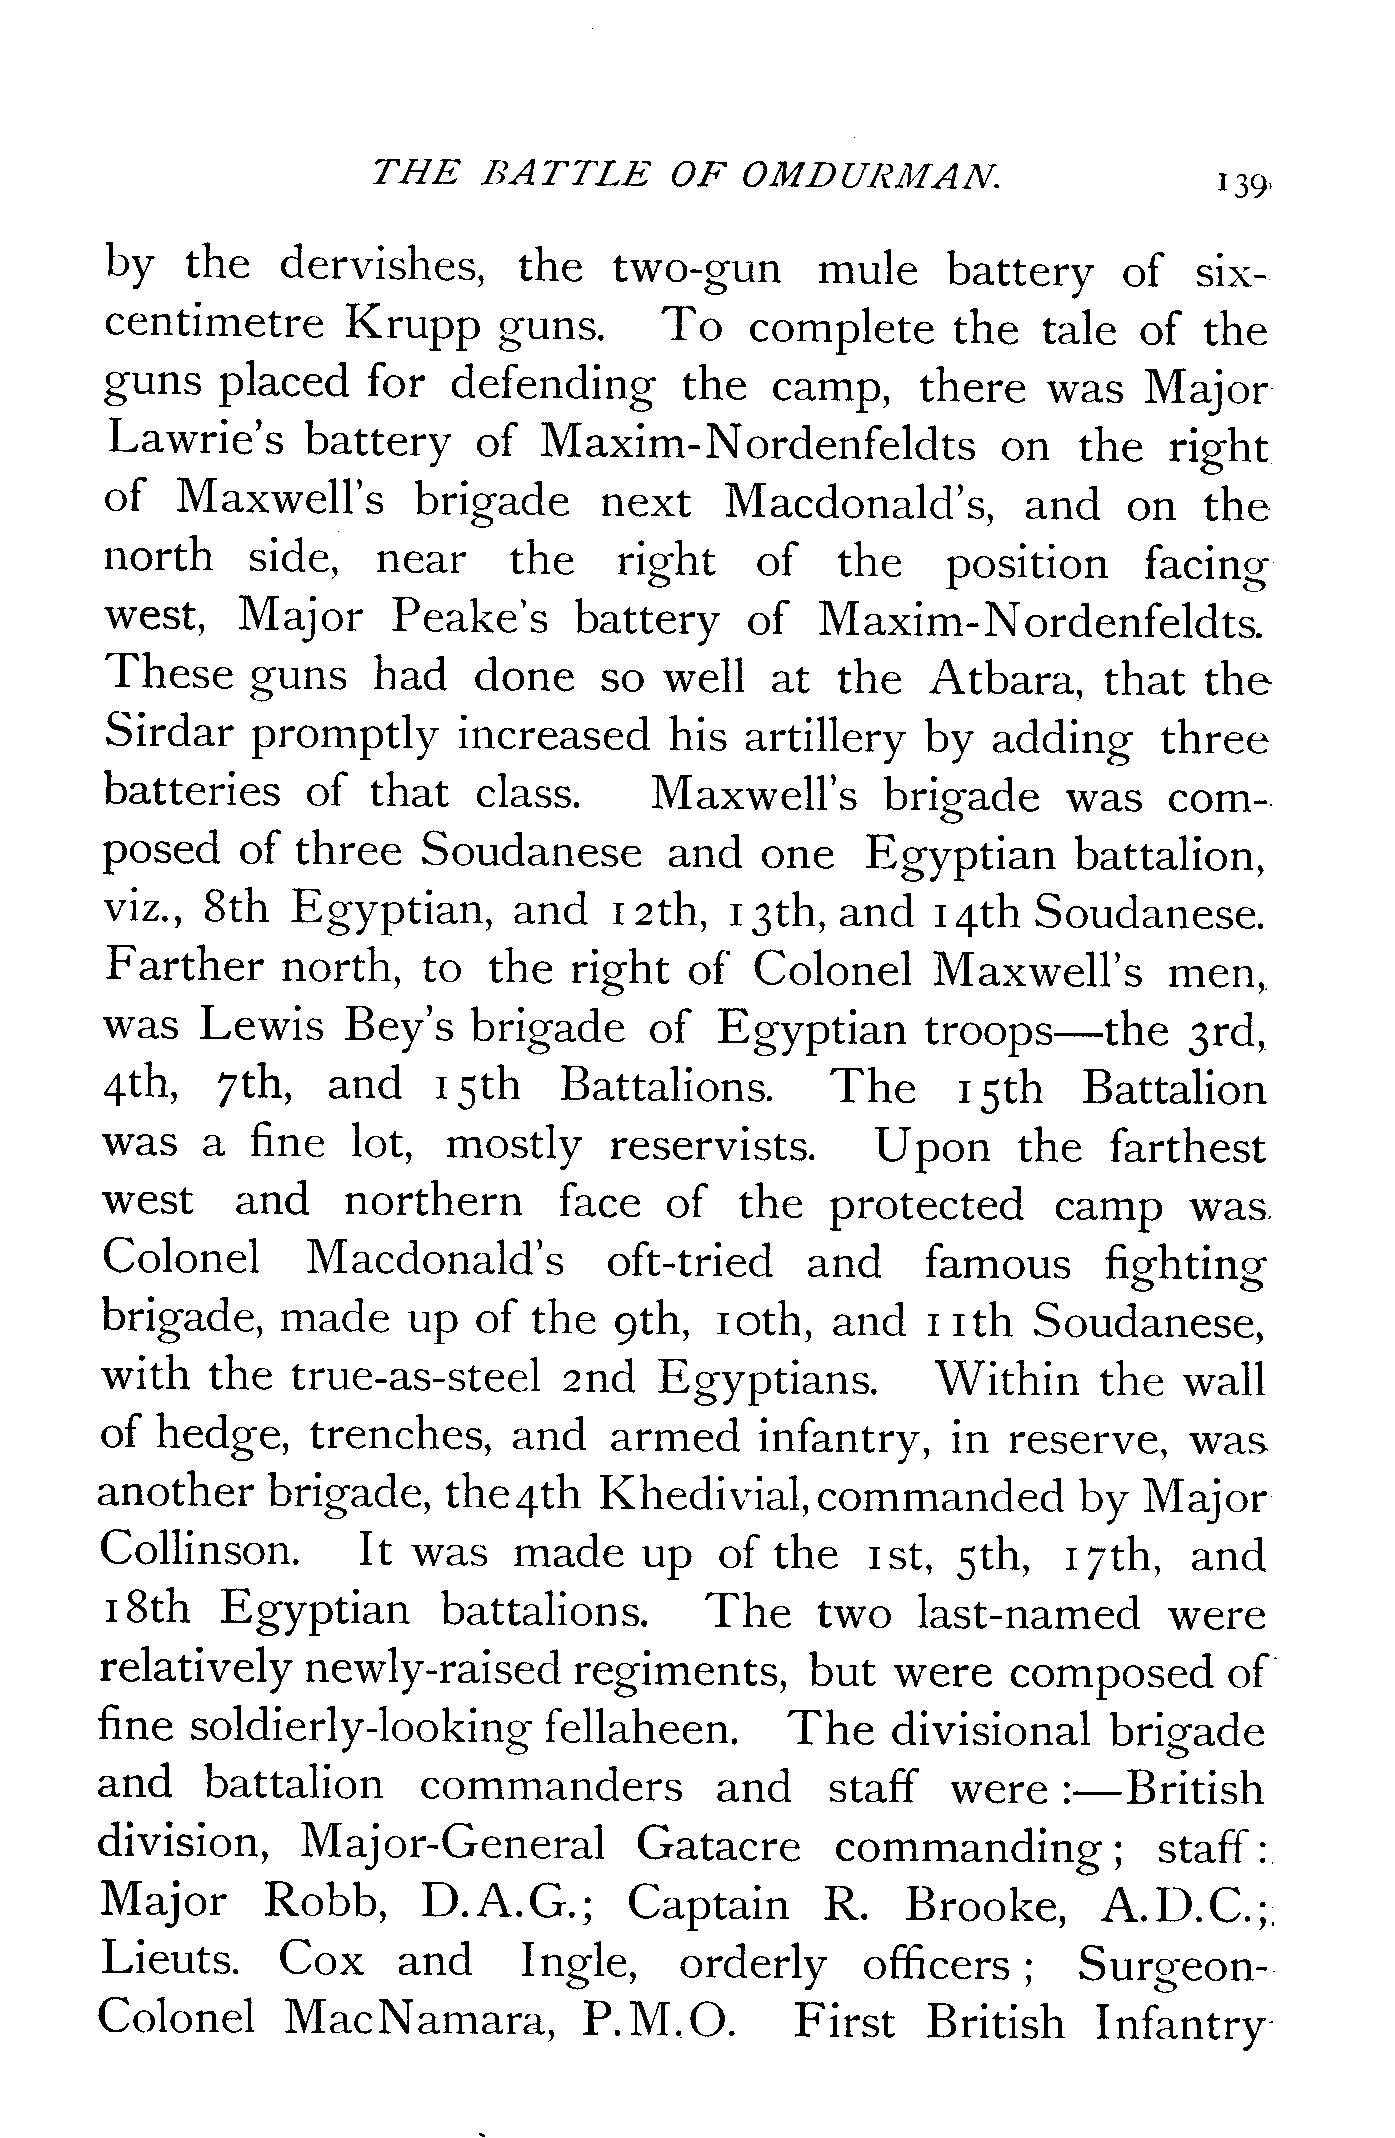 THE BATTLE OF OMDURMAN. 139
by the dervishes, the two-gun mule battery of six-
centimetre Krupp guns. To complete the tale of the
guns placed for defending the camp, there was Major
Lawrie's battery of Maxim-Nordenfeldts on the right
of Maxwell's brigade next Macdonald's, and on the
north side, near the right of the position facing
west, Major Peake's battery of Maxim-Nordenfeldts.
These guns had done so well at the Atbara, that the
Sirdar promptly increased his artillery by adding three
batteries of that class. Maxwell's brigade was com-
posed of three Soudanese and one Egyptian battalion,
viz., 8th Egyptian, and 12th, 13th, and 14th Soudanese.
Farther north, to the right of Colonel Maxwell's men,
was Lewis Bey's brigade of Egyptian troops—the 3rd,
4th, 7th, and 15th Battalions. The 15th Battalion
was a fine lot, mostly reservists. Upon the farthest
west and northern face of the protected camp was
Colonel Macdonald's oft-tried and famous fighting
brigade, made up of the 9th, 10th, and 11th Soudanese,
with the true-as-steel 2nd Egyptians. Within the wall
of hedge, trenches, and armed infantry, in reserve, was
another brigade, the 4th Khedivial, commanded by Major
Collinson. It was made up of the 1st, 5th, 17th, and
18th Egyptian battalions. The two last-named were
relatively newly-raised regiments, but were composed of
fine soldierly-looking fellaheen. The divisional brigade
and battalion commanders and staff were :—British
division, Major-General Gatacre commanding; staff:
Major Robb, D.A.G.; Captain R. Brooke, A.D.C.;
Lieuts. Cox and Ingle, orderly officers; Surgeon-
Colonel MacNamara, P.M.O. First British Infantry